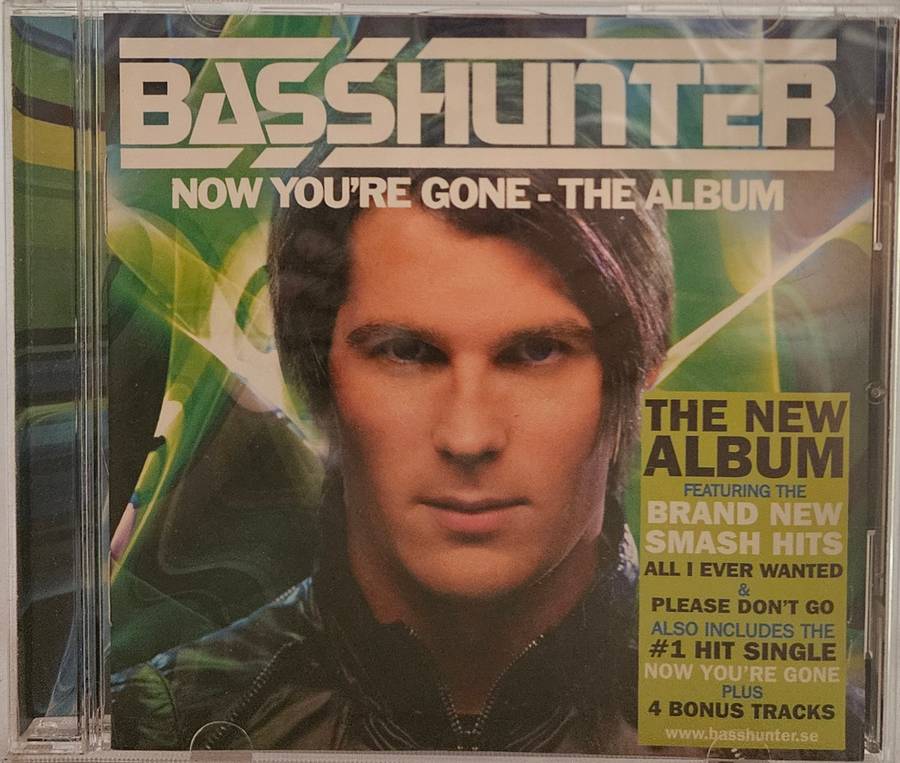 BASSHUNTER
NOW YOU'RE GONE - THE ALBUM
THE NEW
ALBUM
FEATURING THE
BRAND NEW
SMASH HITS
ALL I EVER WANTED
&
PLEASE DON'T GO
ALSO INCLUDES THE
#1 HIT SINGLE
NOW YOU'RE GONE
PLUS
4 BONUS TRACKS
www.basshunter.se